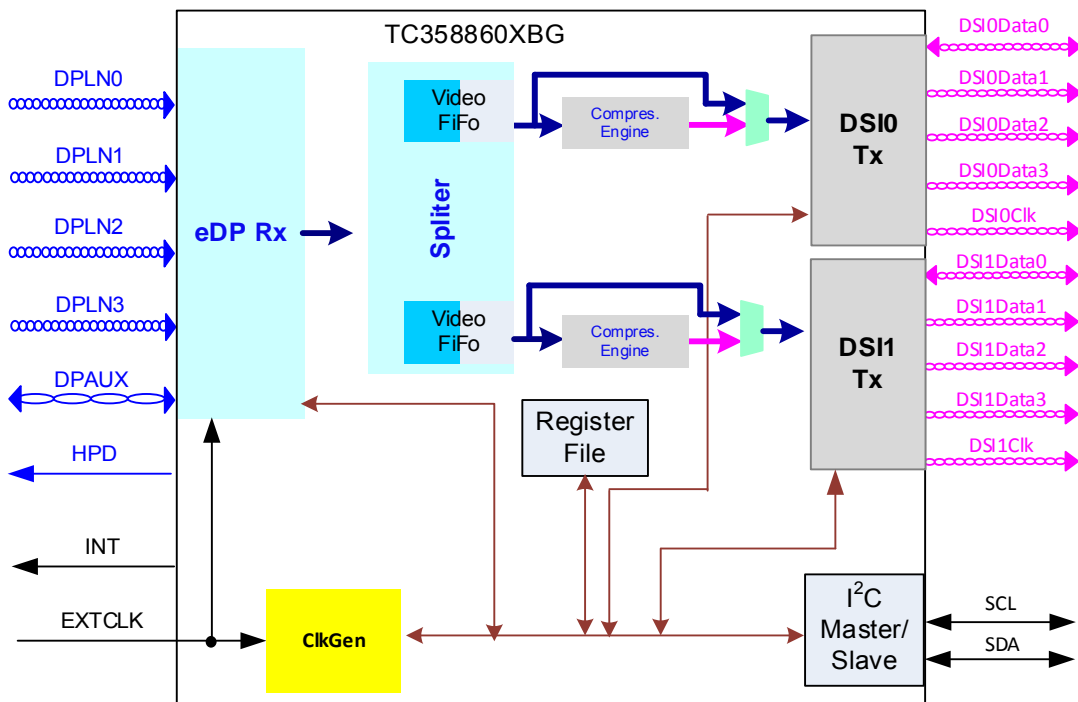 TC358860XBG
DPLN0
DPLN1
DPLN2
DPLN3
DPAUX
HPD
INT
EXTCLK
eDP Rx
Spliter
Video
FiFo
Compres.
Engine
Video
FiFo
Compres.
Engine
DSI0
Tx
DSI1
Tx
Register
File
ClkGen
I²C
Master/
Slave
DSI0Data0
DSI0Data1
DSI0Data2
DSI0Data3
DSI0Clk
DSI1Data0
DSI1Data1
DSI1Data2
DSI1Data3
DSI1Clk
SCL
SDA